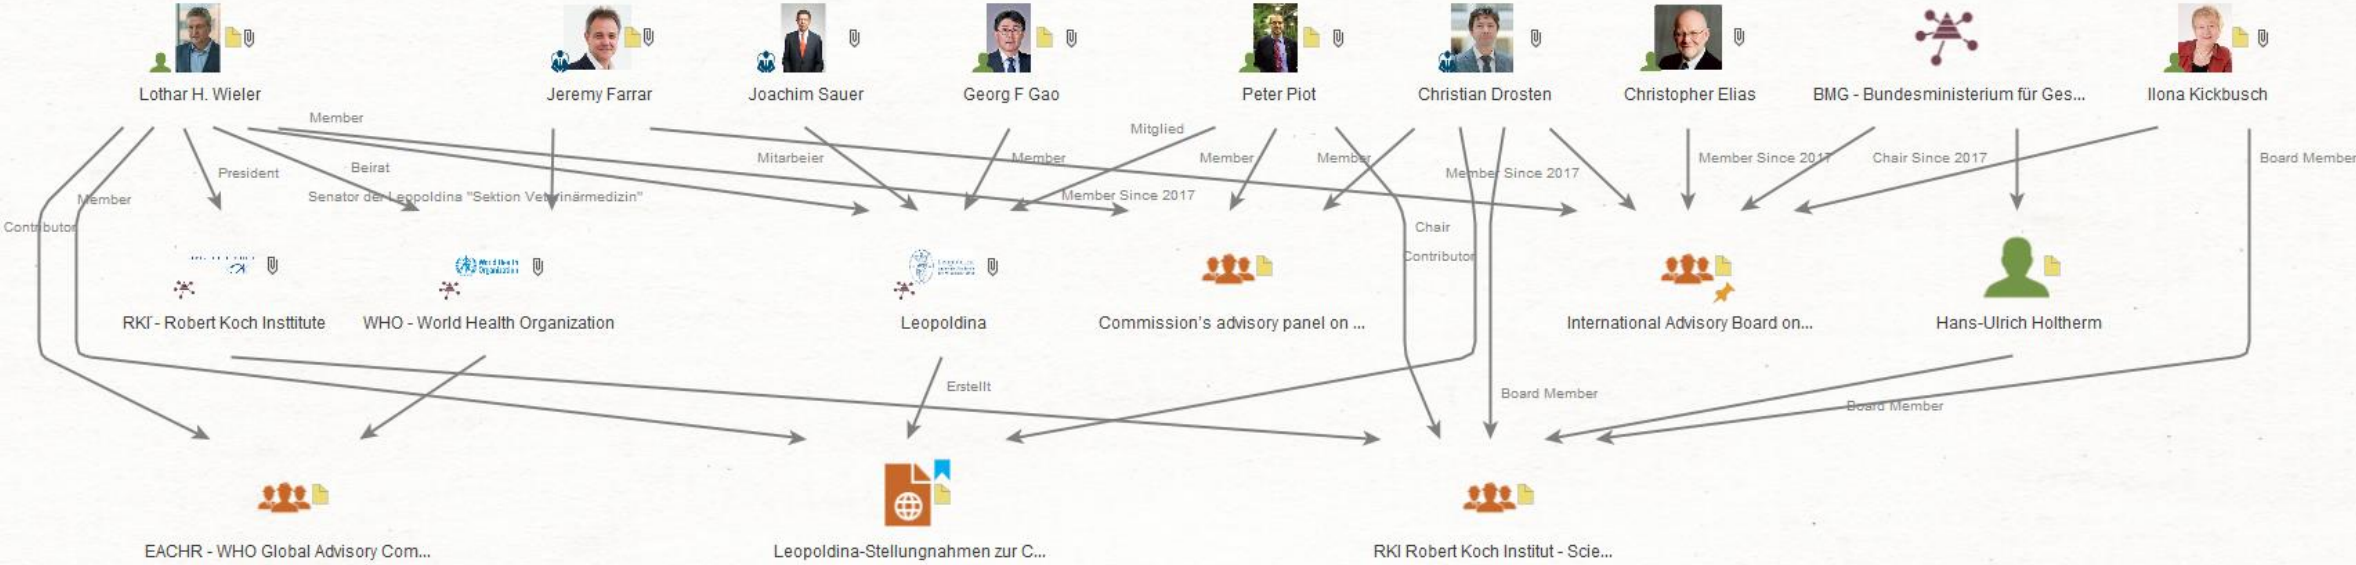 Lothar H. Wieler
Jeremy Farrar
Joachim Sauer
Georg F Gao
Peter Piot
Christian Drosten
Christopher Elias
BMG - Bundesministerium für Ges...
Ilona Kickbusch
Member
Mitglied
Beirat
Mitarbeier
Member
Member
Member
Member Since 2017
Chair Since 2017
Board Member
President
Member Since 2017
Member
Senator der Leopoldina "Sektion Veterinärmedizin"
Member Since 2017
Contributor
Chair
Contributor
World Health
Organization
RKI - Robert Koch Insttitute
WHO - World Health Organization
Leopoldina
Commission's advisory panel on ...
International Advisory Board on...
Hans-Ulrich Holtherm
Erstellt
Board Member
Board Member
EACHR - WHO Global Advisory Com...
Leopoldina-Stellungnahmen zur C...
RKI Robert Koch Institut - Scie...